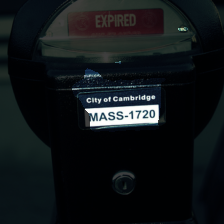 EXPIRED
City of Cambridge
MASS-1720